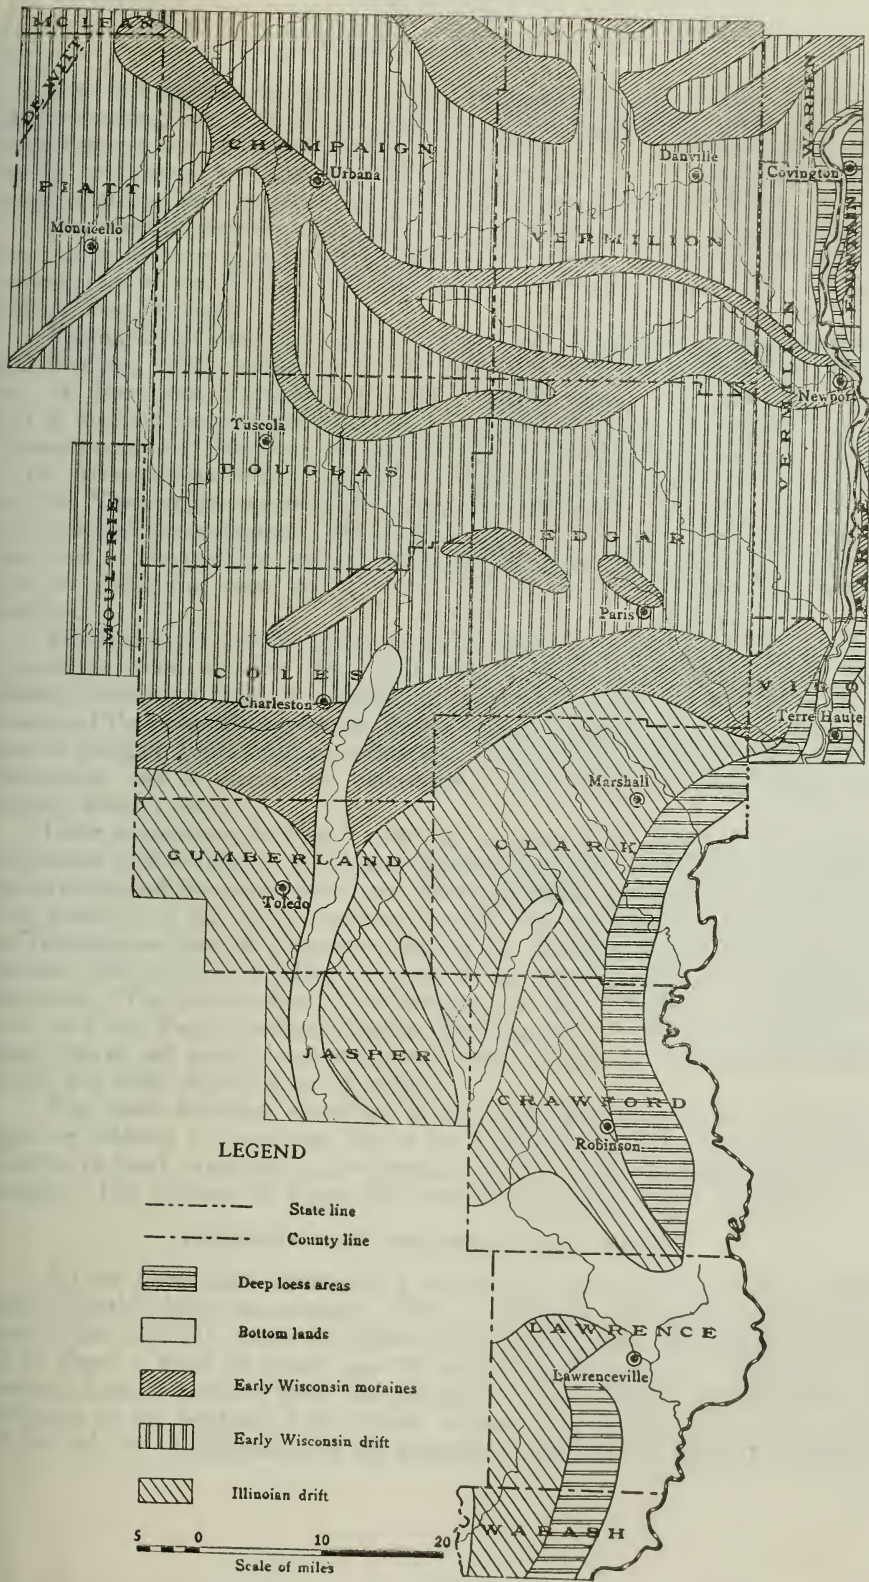 MCLEAN
DE WITT
WARREN
CHAMPAIGN
Urbana
Danville
Covington
PIATT
FOUNTAIN
Monticello
VERMILION
VERMILLION
Newport
Tuscola
DOUGLAS
MOULTRIE
EDGAR
PARKE
Paris
COLES
Charleston
VIGO
Terre Haute
Marshall
CUMBERLAND
CLARK
Toledo
JASPER
CRAWFORD
Robinson
LEGEND
State line
County line
Deep loess areas
Bottom lands
Early Wisconsin moraines
Early Wisconsin drift
Illinoian drift
LAWRENCE
Lawrenceville
WABASH
5 0 10 20
Scale of miles